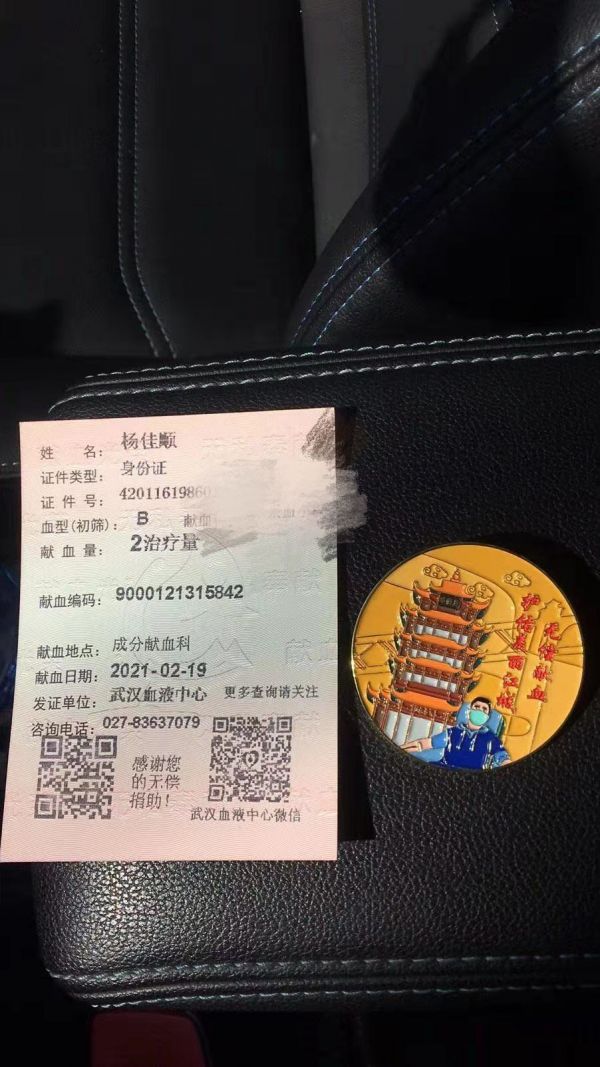 姓 名： 杨佳顺
证件类型： 身份证
证 件 号： 4201161986
血型(初筛)： B 献血
献 血 量： 2治疗量
献血编码： 9000121315842
献血地点： 成分献血科
献血日期： 2021-02-19
发证单位： 武汉血液中心 更多查询请关注
咨询电话： 027-83637079
感谢您
的无偿
捐助！
武汉血液中心微信
无偿献血
护佑美丽江城